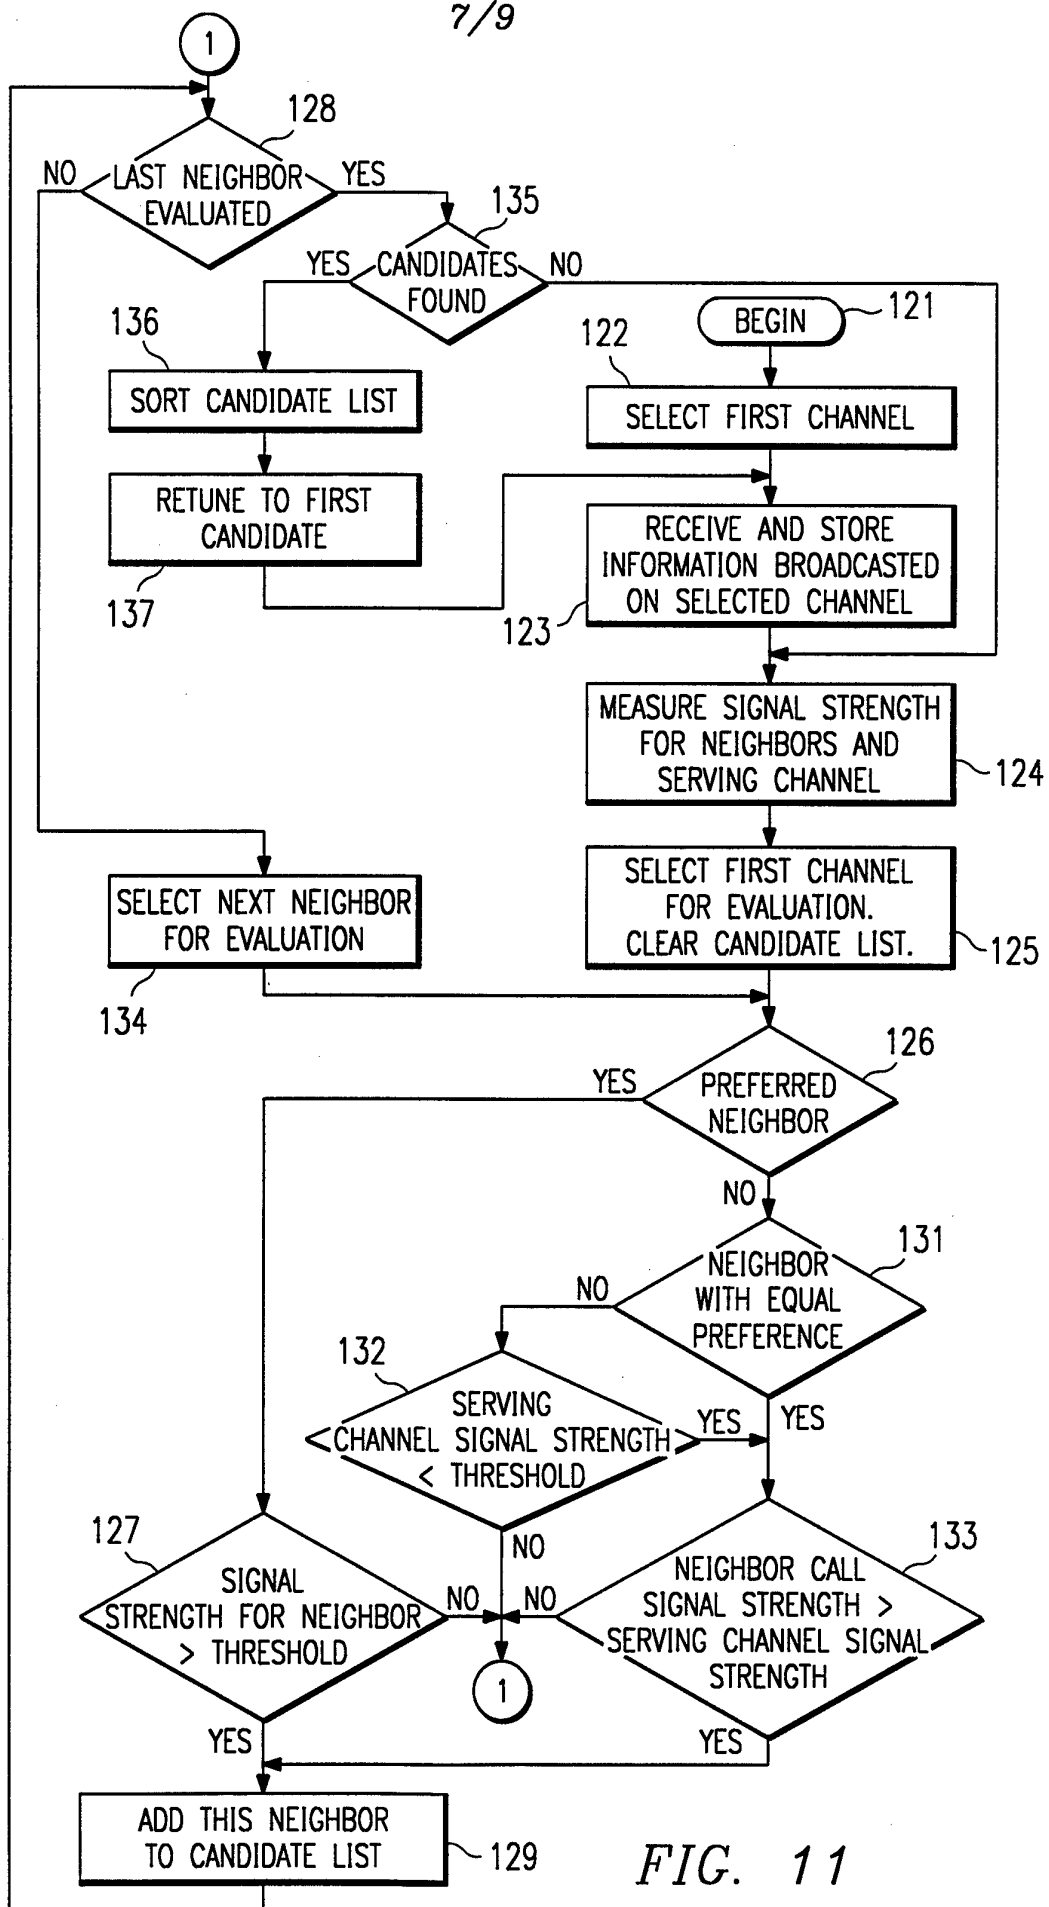 7/9
1
128
NO
LAST NEIGHBOR
EVALUATED
YES
135
YES
CANDIDATES
FOUND
NO
BEGIN
121
136
SORT CANDIDATE LIST
122
SELECT FIRST CHANNEL
RETUNE TO FIRST
CANDIDATE
137
RECEIVE AND STORE
INFORMATION BROADCASTED
ON SELECTED CHANNEL
123
MEASURE SIGNAL STRENGTH
FOR NEIGHBORS AND
SERVING CHANNEL
124
SELECT NEXT NEIGHBOR
FOR EVALUATION
134
SELECT FIRST CHANNEL
FOR EVALUATION.
CLEAR CANDIDATE LIST.
125
126
YES
PREFERRED
NEIGHBOR
NO
131
NEIGHBOR
WITH EQUAL
PREFERENCE
NO
YES
132
SERVING
CHANNEL SIGNAL STRENGTH
< THRESHOLD
YES
NO
127
SIGNAL
STRENGTH FOR NEIGHBOR
> THRESHOLD
NO
YES
133
NEIGHBOR CALL
SIGNAL STRENGTH >
SERVING CHANNEL SIGNAL
STRENGTH
NO
YES
1
ADD THIS NEIGHBOR
TO CANDIDATE LIST
129
FIG. 11